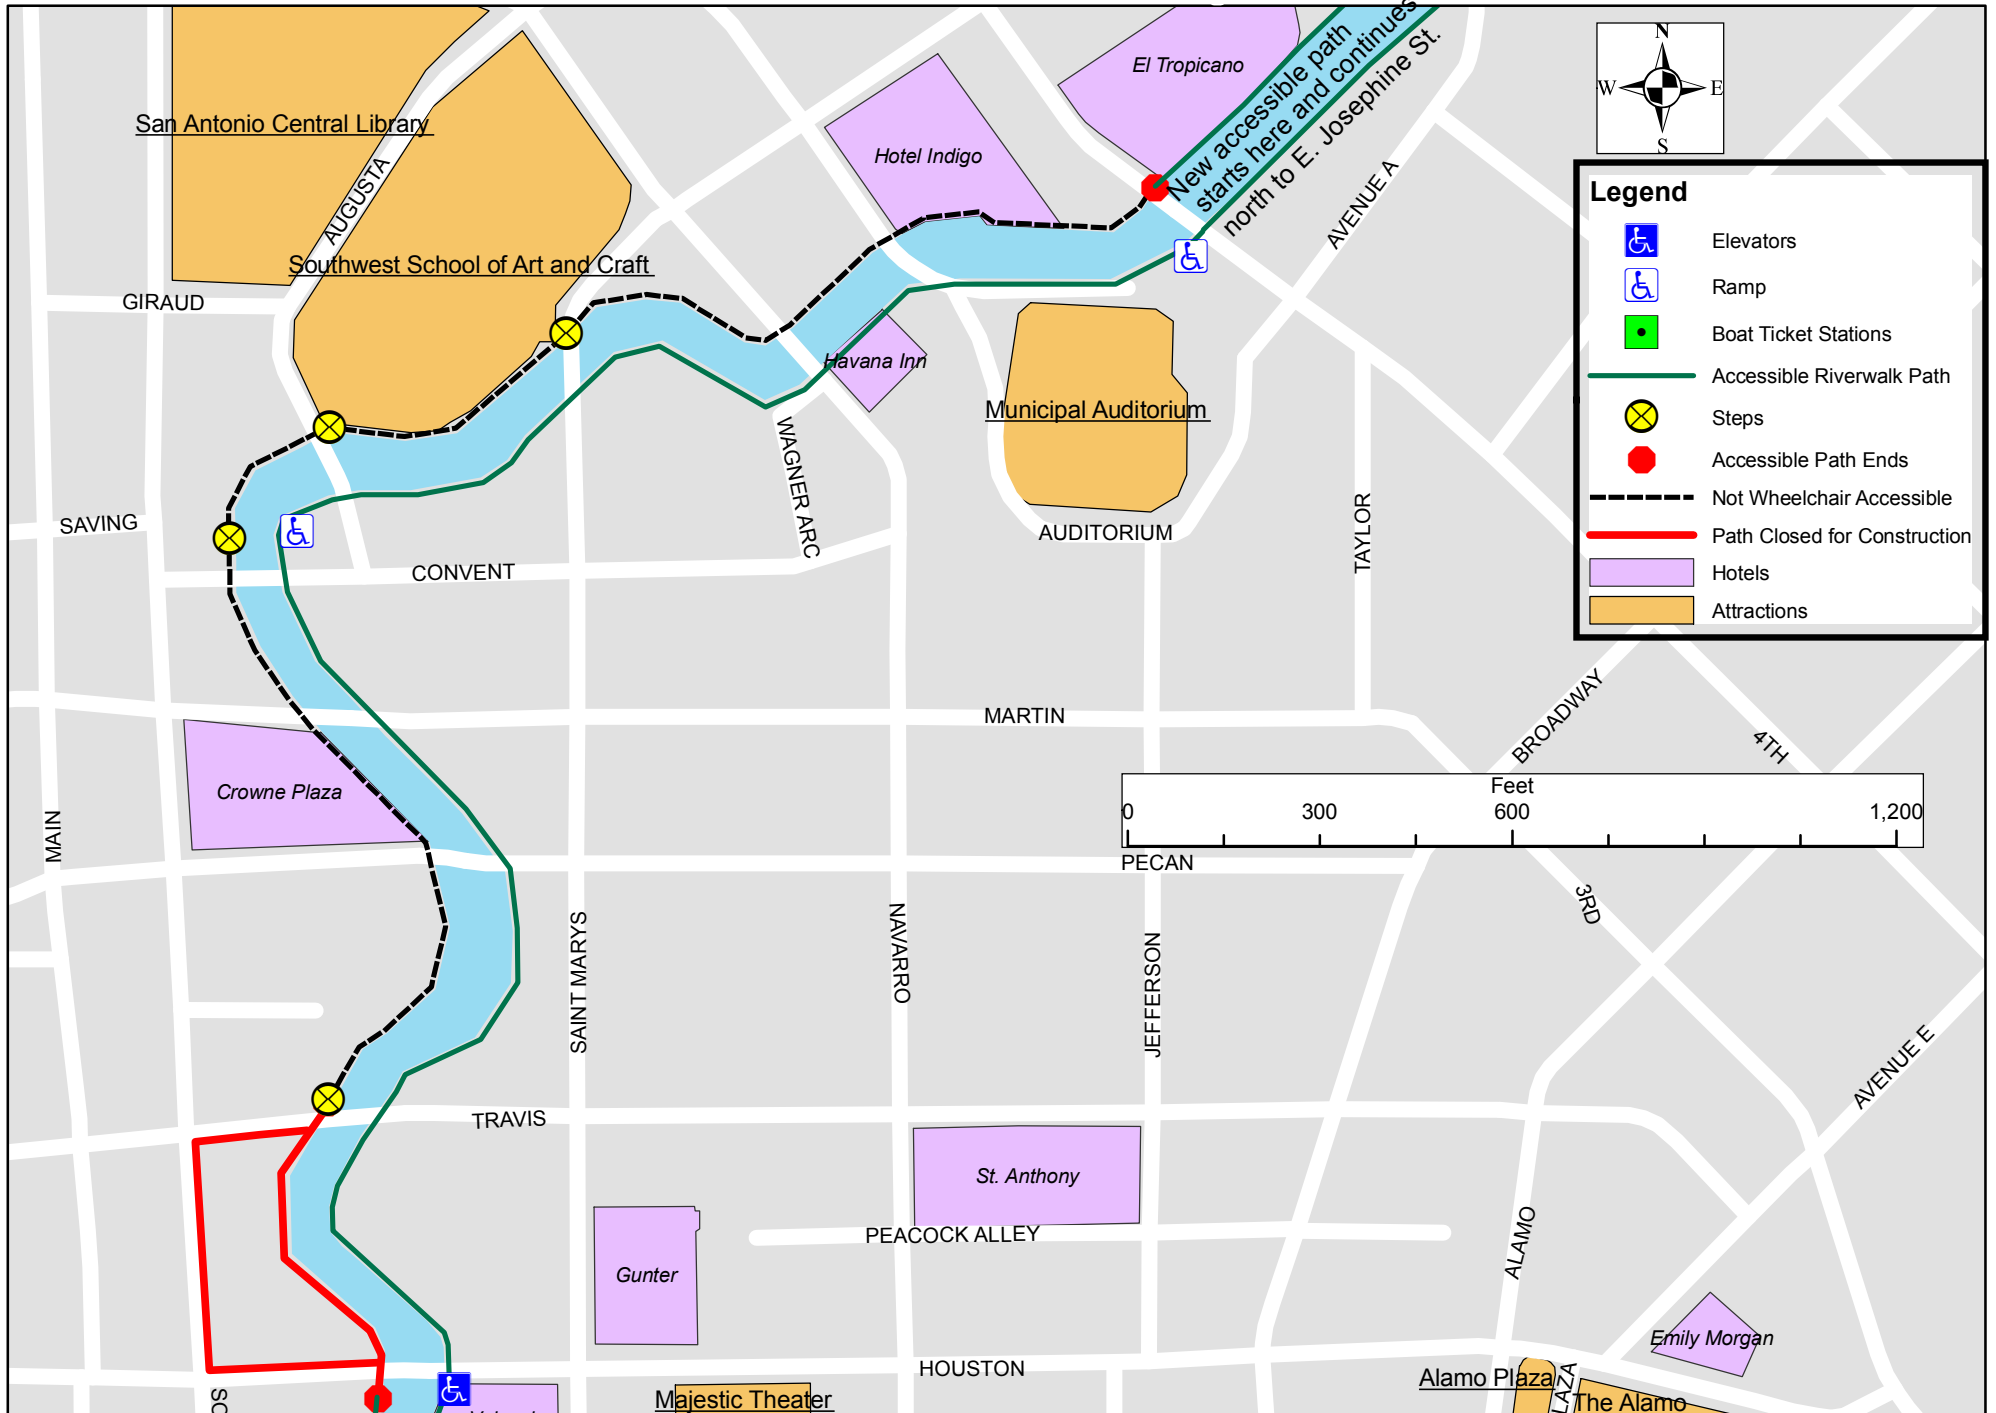 El Tropicano
New accessible path
starts here and continues
north to E. Josephine St.
N
W
E
S
San Antonio Central Library
Hotel Indigo
AUGUSTA
AVENUE A
Legend
Elevators
Ramp
Boat Ticket Stations
Accessible Riverwalk Path
Steps
Accessible Path Ends
Not Wheelchair Accessible
Path Closed for Construction
Hotels
Attractions
Southwest School of Art and Craft
GIRAUD
Havana Inn
Municipal Auditorium
WAGNER ARC
SAVING
AUDITORIUM
TAYLOR
CONVENT
MARTIN
BROADWAY
4TH
Crowne Plaza
Feet
0 300 600 1,200
MAIN
PECAN
3RD
SAINT MARYS
NAVARRO
JEFFERSON
AVENUE E
TRAVIS
St. Anthony
PEACOCK ALLEY
ALAMO
Gunter
Emily Morgan
HOUSTON
Alamo Plaza
LAZA
The Alamo
Majestic Theater